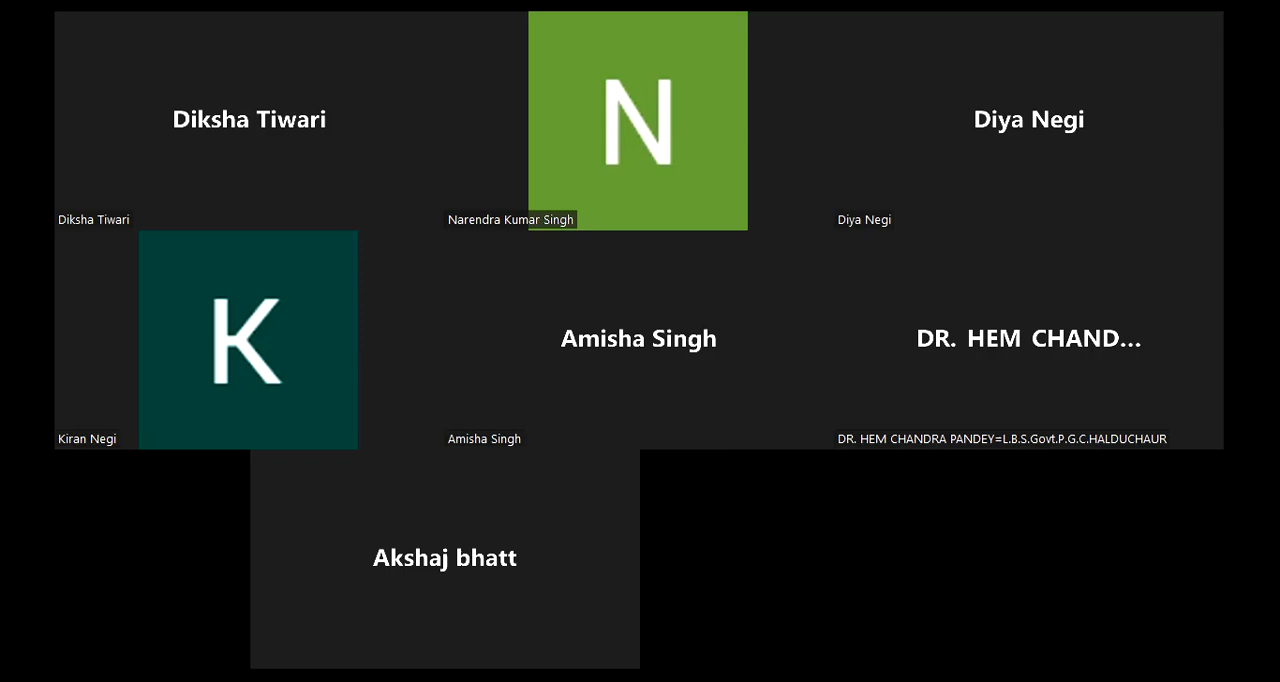 Diksha Tiwari
N
Diya Negi
Diksha Tiwari
Narendra Kumar Singh
Diya Negi
K
Amisha Singh
DR. HEM CHAND...
Kiran Negi
Amisha Singh
DR. HEM CHANDRA PANDEY=L.B.S.Govt.P.G.C.HALDUCHAUR
Akshaj bhatt